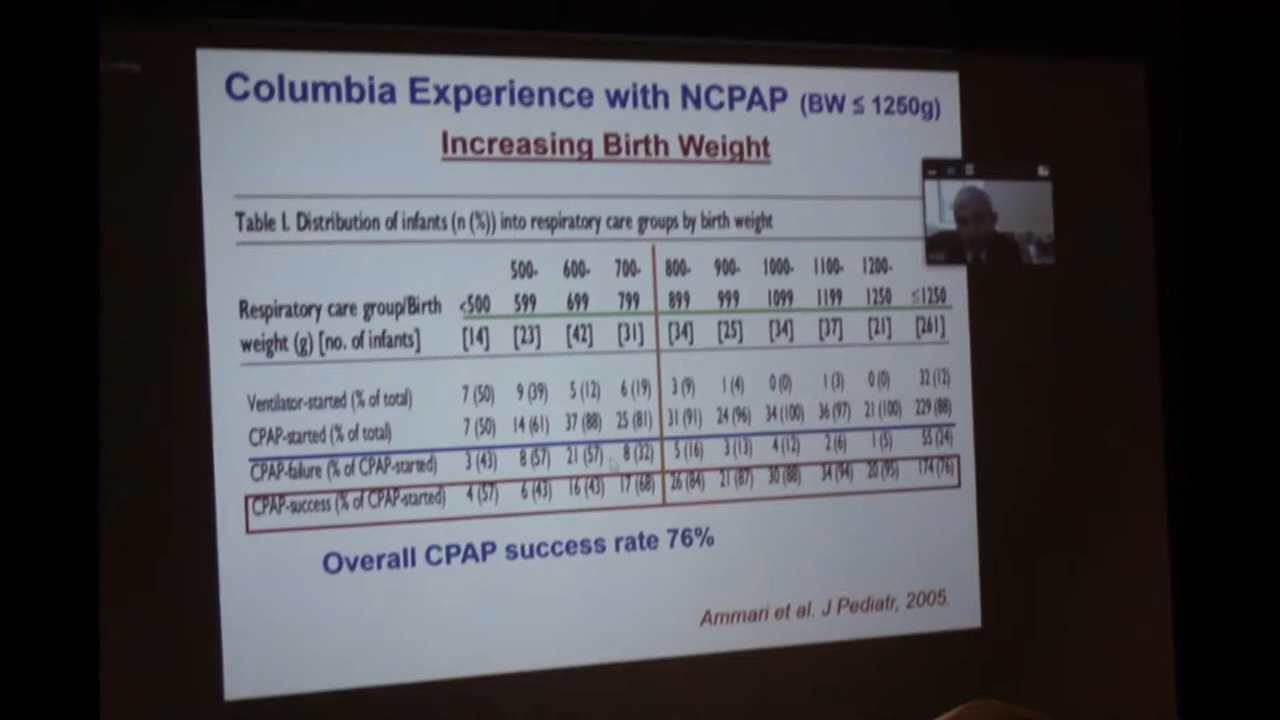 Columbia Experience with NCPAP (BW ≤ 1250g)
Increasing Birth Weight
Table I. Distribution of infants (n (%)) into respiratory care groups by birth weight
500- 600- 700- 800- 900- 1000- 1100- 1200-
Respiratory care group/Birth <500 599 699 799 899 999 1099 1199 1250 ≤1250
weight (g) [no. of infants] [14] [23] [42] [31] [34] [25] [34] [37] [21] [261]
Ventilator-started (% of total) 7 (50) 9 (39) 5 (12) 6 (19) 3 (9) 1 (4) 0 (0) 1 (3) 0 (0) 32 (12)
CPAP-started (% of total) 7 (50) 14 (61) 37 (88) 25 (81) 31 (91) 24 (96) 34 (100) 36 (97) 21 (100) 229 (88)
CPAP-failure (% of CPAP-started) 3 (43) 8 (57) 21 (57) 8 (32) 5 (16) 3 (13) 4 (12) 2 (6) 1 (5) 55 (24)
CPAP-success (% of CPAP-started) 4 (57) 6 (43) 16 (43) 17 (68) 26 (84) 21 (87) 30 (88) 34 (94) 20 (95) 174 (76)
Overall CPAP success rate 76%
Ammari et al. J Pediatr, 2005.